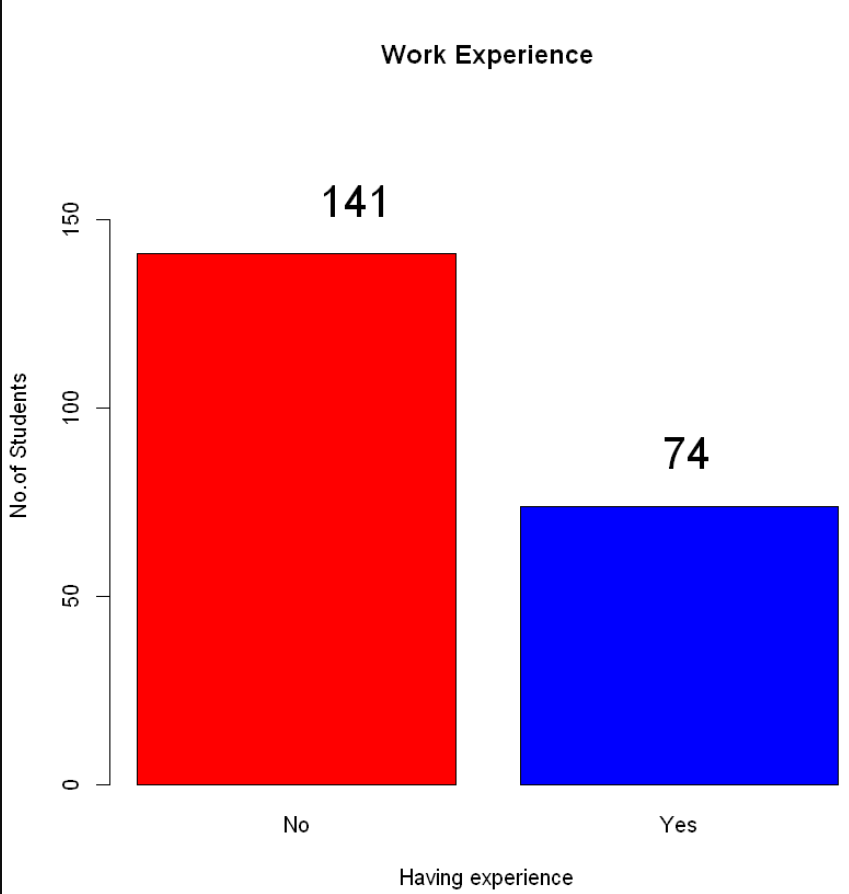 Work Experience
141
74
150
100
50
0
No.of Students
No
Yes
Having experience